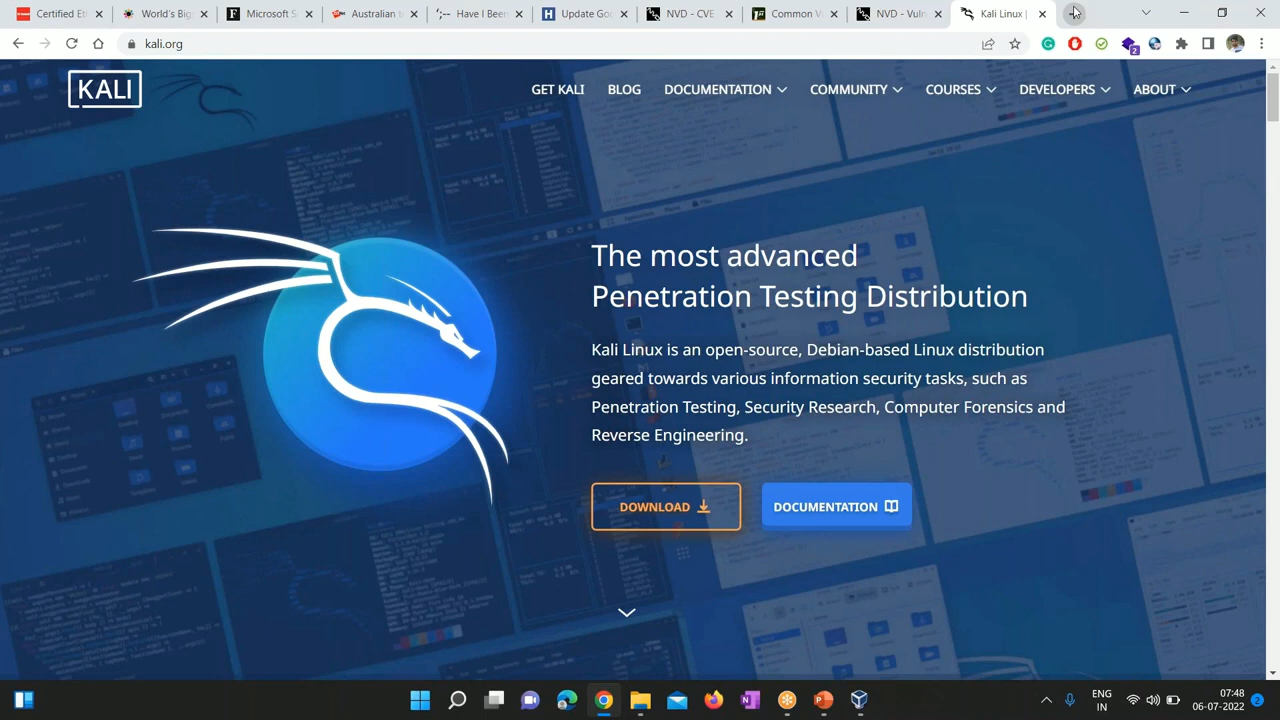 Certified Et
World's Big
Microsoft S
Australian t
Have I Been
Update Goo
NVD - CVE
Common V
NVD - Vuln
Kali Linux |
kali.org
2
KALI
GET KALI
BLOG
DOCUMENTATION
COMMUNITY
COURSES
DEVELOPERS
ABOUT
The most advanced
Penetration Testing Distribution
Kali Linux is an open-source, Debian-based Linux distribution
geared towards various information security tasks, such as
Penetration Testing, Security Research, Computer Forensics and
Reverse Engineering.
DOWNLOAD
DOCUMENTATION
ENG
IN
07:48
06-07-2022
2